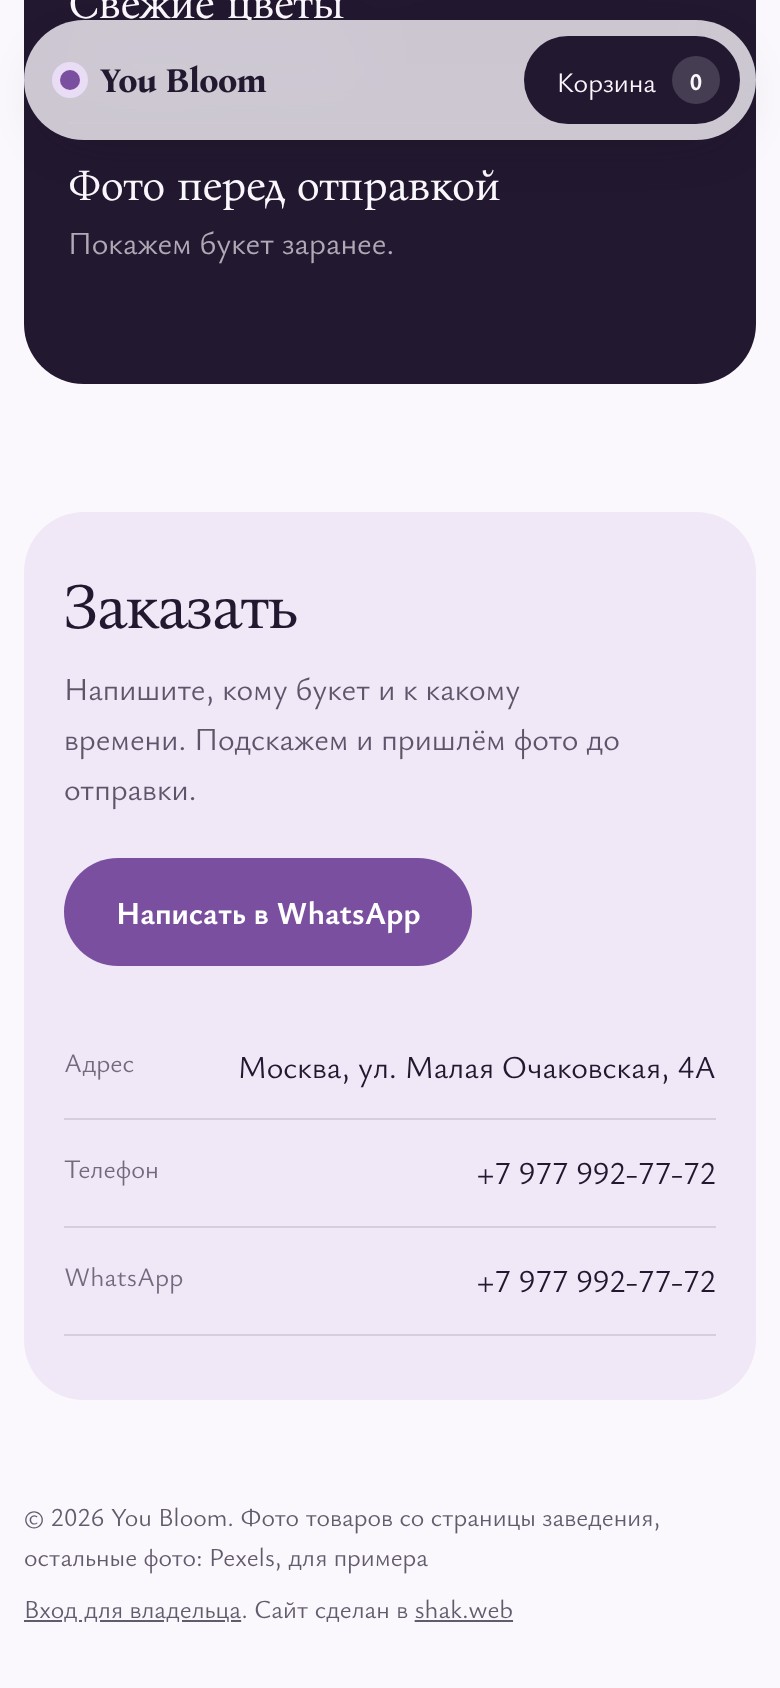 Свежие цветы
You Bloom
Корзина 0
Фото перед отправкой
Покажем букет заранее.
Заказать
Напишите, кому букет и к какому
времени. Подскажем и пришлём фото до
отправки.
Написать в WhatsApp
Адрес Москва, ул. Малая Очаковская, 4А
Телефон +7 977 992-77-72
WhatsApp +7 977 992-77-72
© 2026 You Bloom. Фото товаров со страницы заведения,
остальные фото: Pexels, для примера
Вход для владельца. Сайт сделан в shak.web